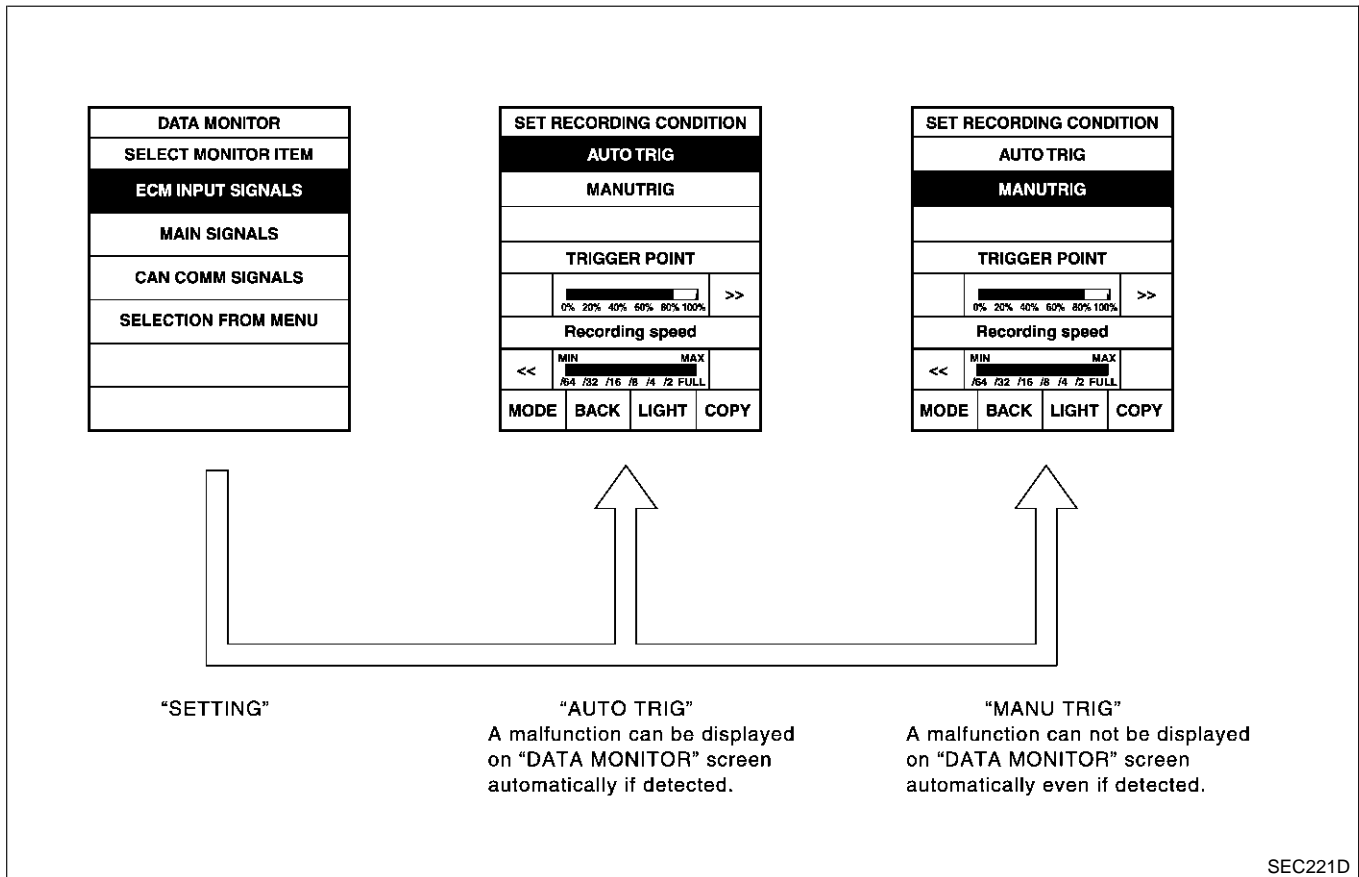 DATA MONITOR
SELECT MONITOR ITEM
ECM INPUT SIGNALS
MAIN SIGNALS
CAN COMM SIGNALS
SELECTION FROM MENU
SET RECORDING CONDITION
AUTO TRIG
MANUTRIG
TRIGGER POINT
>>
0% 20% 40% 60% 80% 100%
Recording speed
MIN MAX
<<
/64 /32 /16 /8 /4 /2 FULL
MODE BACK LIGHT COPY
SET RECORDING CONDITION
AUTO TRIG
MANUTRIG
TRIGGER POINT
>>
0% 20% 40% 60% 80% 100%
Recording speed
MIN MAX
<<
/64 /32 /16 /8 /4 /2 FULL
MODE BACK LIGHT COPY
“SETTING”
“AUTO TRIG”
A malfunction can be displayed
on “DATA MONITOR” screen
automatically if detected.
“MANU TRIG”
A malfunction can not be displayed
on “DATA MONITOR” screen
automatically even if detected.
SEC221D